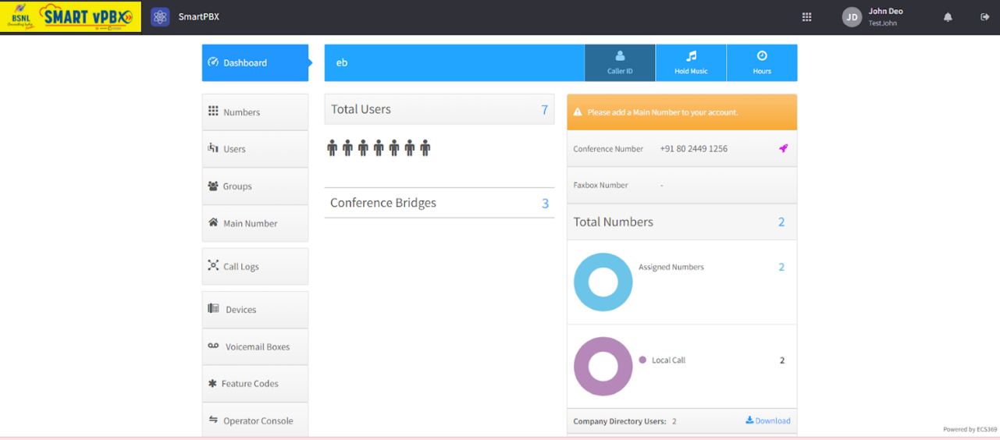 BSNL
Connecting India
SMART vPBX
SmartPBX
JD
John Deo
TestJohn
Dashboard
eb
Caller ID
Hold Music
Hours
Numbers
Users
Groups
Main Number
Call Logs
Devices
Voicemail Boxes
Feature Codes
Operator Console
Total Users 7
Conference Bridges 3
Please add a Main Number to your account.
Conference Number +91 80 2449 1256
Faxbox Number -
Total Numbers 2
Assigned Numbers 2
Local Call 2
Company Directory Users: 2 Download
Powered by ECS369